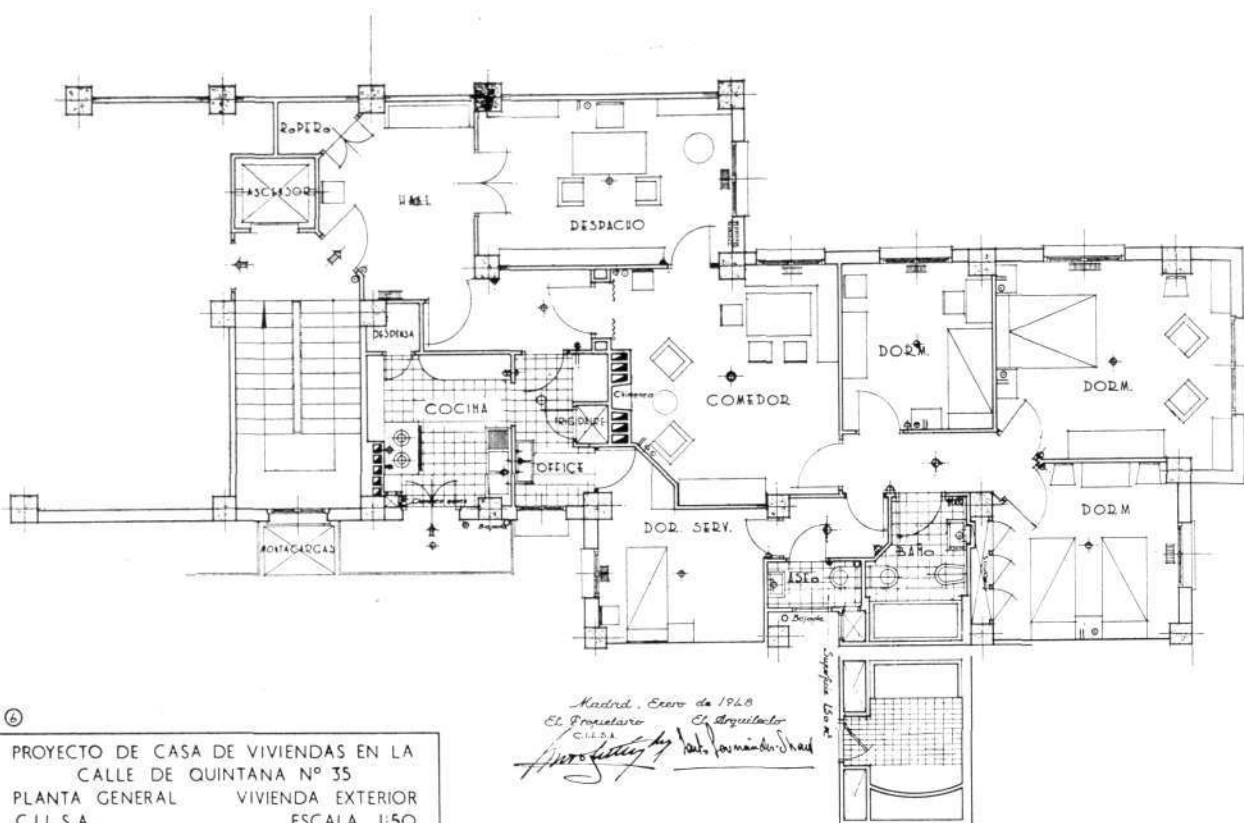 ROPERO
ASCENSOR
HALL
DESPACHO
DESPENSA
COCINA
FRIGIDAIRE
Chimenea
COMEDOR
DORM.
DORM.
OFFICE
DOR. SERV.
DORM
BAÑO
ASEO
MONTACARGAS
Bajada
Bajada
Madrid, Enero de 1948
El Propietario El Arquitecto
C.I.L.S.A.
6
PROYECTO DE CASA DE VIVIENDAS EN LA
CALLE DE QUINTANA Nº 35
PLANTA GENERAL VIVIENDA EXTERIOR
C.I.L.S.A. ESCALA 1:50